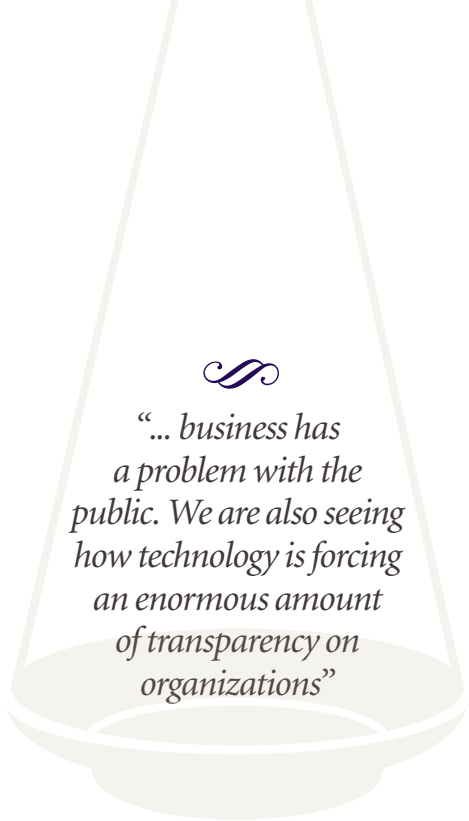 “... business has
a problem with the
public. We are also seeing
how technology is forcing
an enormous amount
of transparency on
organizations”